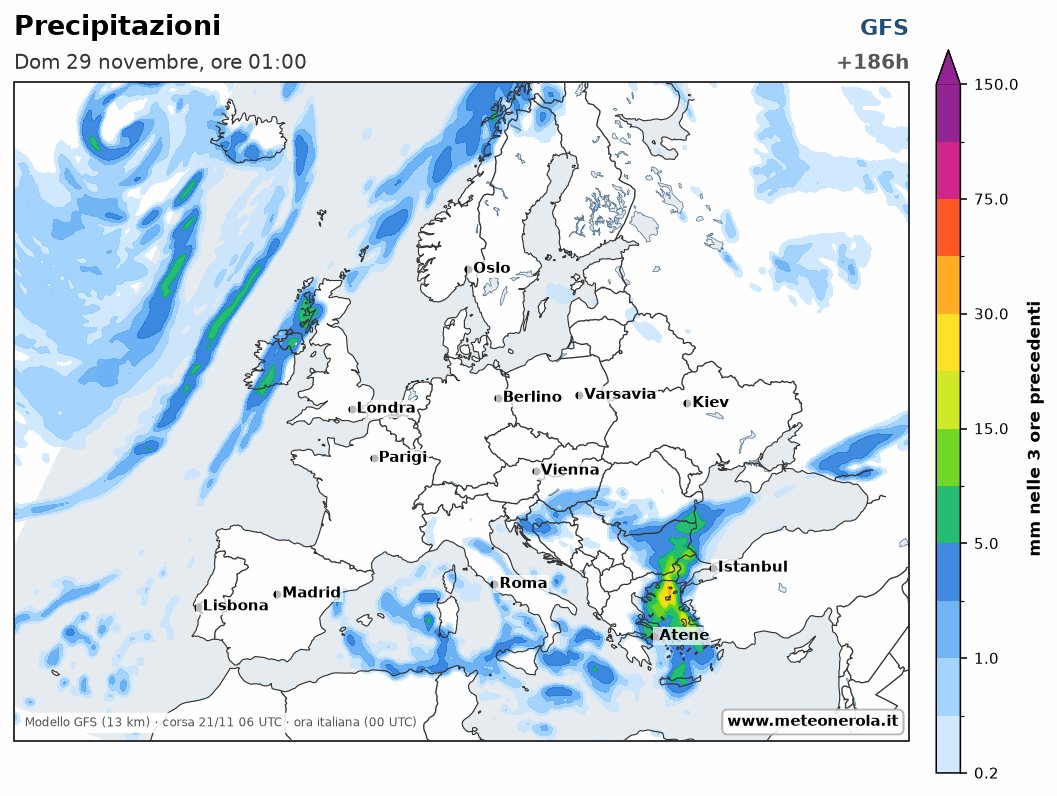 Precipitazioni
GFS
Dom 29 novembre, ore 01:00
+186h
150.0
75.0
30.0
15.0
5.0
1.0
0.2
mm nelle 3 ore precedenti
Oslo
Londra
Berlino
Varsavia
Kiev
Parigi
Vienna
Istanbul
Roma
Madrid
Lisbona
Atene
Modello GFS (13 km) · corsa 21/11 06 UTC · ora italiana (00 UTC)
www.meteonerola.it